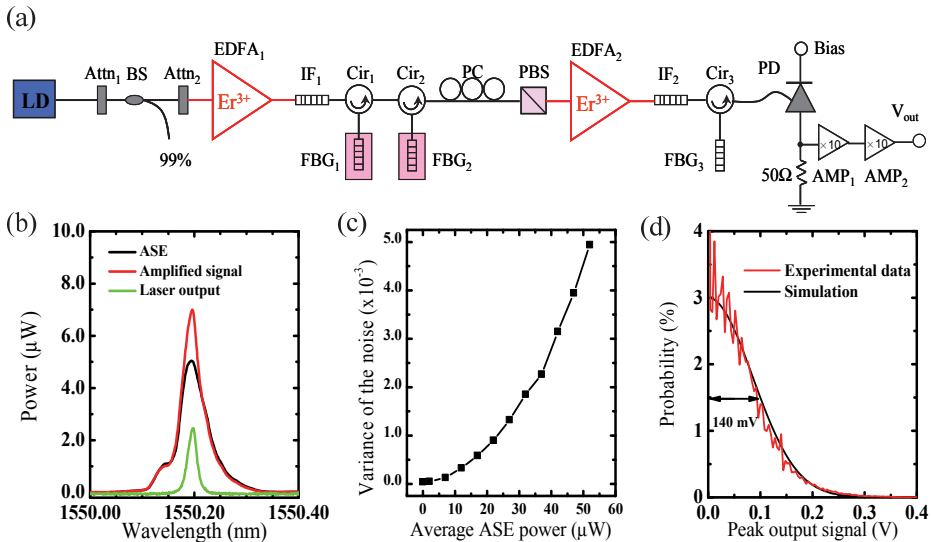 (a)
LD
Attn1
BS
Attn2
99%
EDFA1
Er3+
IF1
Cir1
Cir2
FBG1
FBG2
PC
PBS
EDFA2
Er3+
IF2
Cir3
FBG3
PD
Bias
50Ω
×10
×10
AMP1
AMP2
Vout
(b)
10.0
8.0
6.0
4.0
2.0
0.0
Power (μW)
ASE
Amplified signal
Laser output
1550.00
1550.20
1550.40
Wavelength (nm)
(c)
5.0
4.0
3.0
2.0
1.0
0.0
Variance of the noise (x 10-3)
0
10
20
30
40
50
60
Average ASE power (μW)
(d)
4
3
2
1
0
Probability (%)
Experimental data
Simulation
140 mV
0.0
0.1
0.2
0.3
0.4
Peak output signal (V)